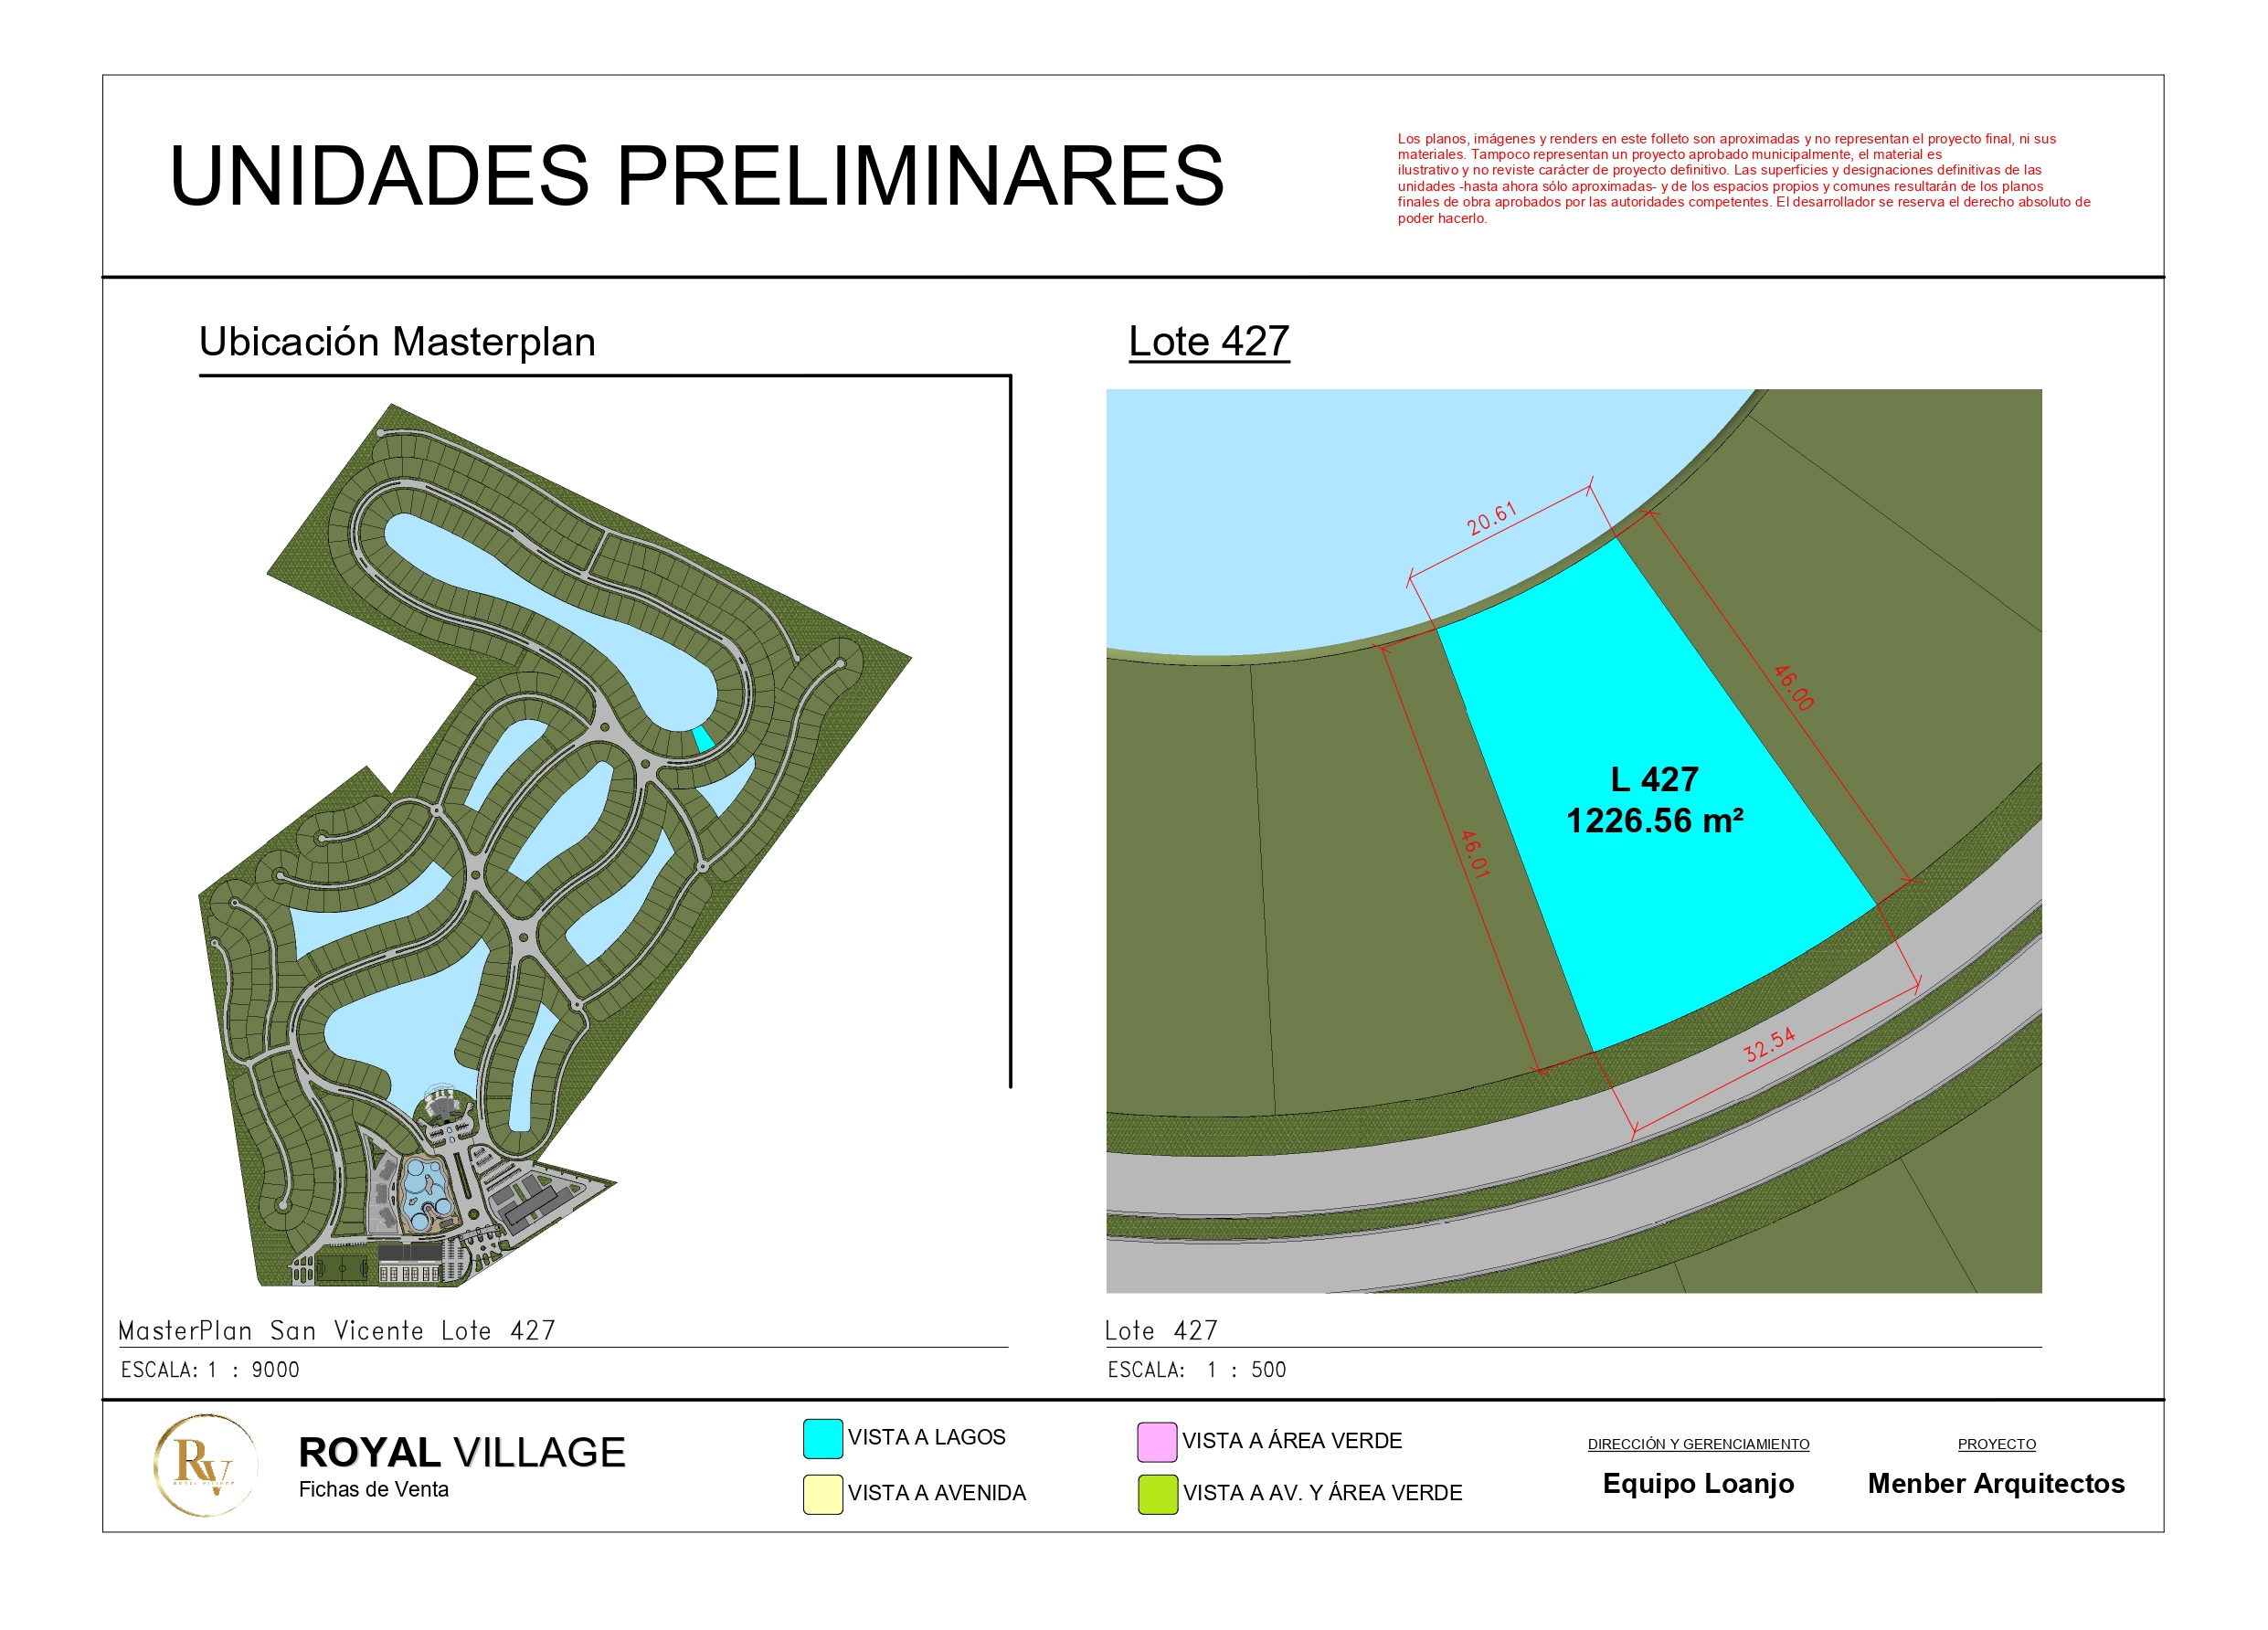 UNIDADES PRELIMINARES
Los planos, imágenes y renders en este folleto son aproximadas y no representan el proyecto final, ni sus
materiales. Tampoco representan un proyecto aprobado municipalmente, el material es
ilustrativo y no reviste carácter de proyecto definitivo. Las superficies y designaciones definitivas de las
unidades -hasta ahora sólo aproximadas- y de los espacios propios y comunes resultarán de los planos
finales de obra aprobados por las autoridades competentes. El desarrollador se reserva el derecho absoluto de
poder hacerlo.
Ubicación Masterplan
Lote 427
20.61
46.00
46.01
32.54
L 427
1226.56 m²
MasterPlan San Vicente Lote 427
ESCALA: 1 : 9000
Lote 427
ESCALA: 1 : 500
RV
ROYAL VILLAGE
ROYAL VILLAGE
Fichas de Venta
VISTA A LAGOS
VISTA A AVENIDA
VISTA A ÁREA VERDE
VISTA A AV. Y ÁREA VERDE
DIRECCIÓN Y GERENCIAMIENTO
Equipo Loanjo
PROYECTO
Menber Arquitectos